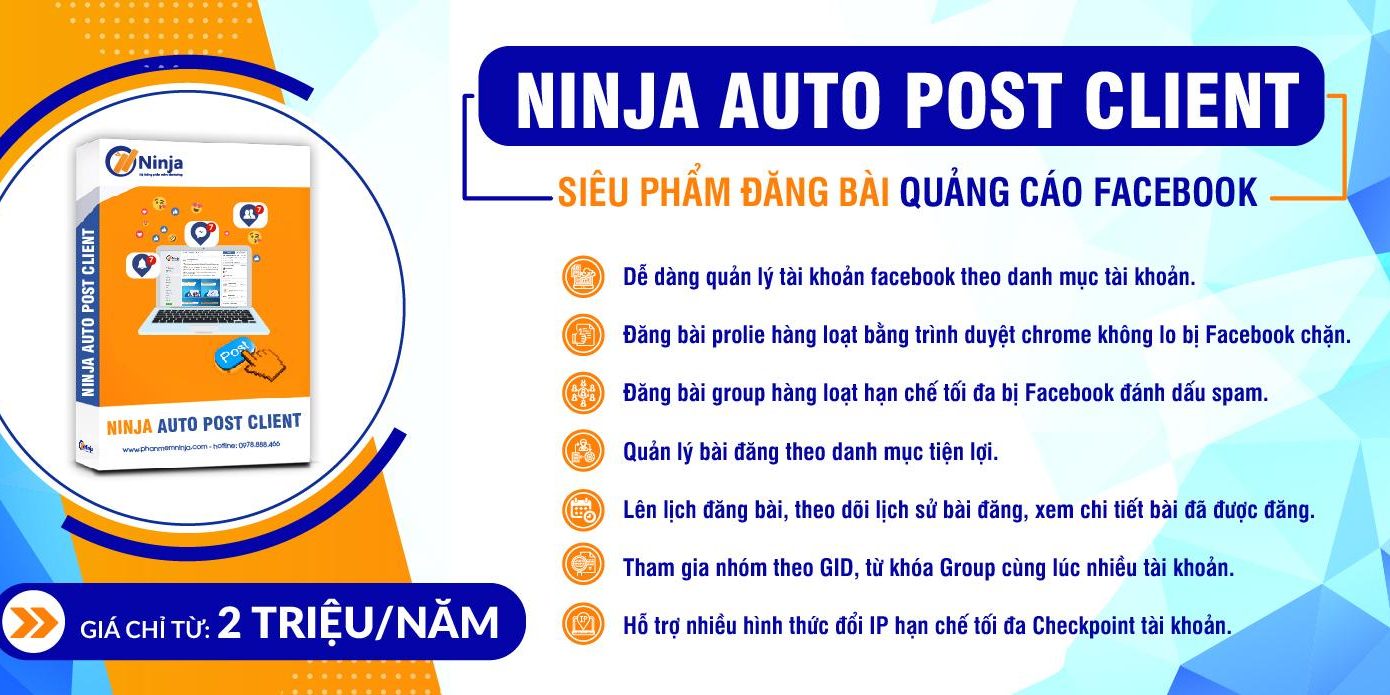 NINJA AUTO POST CLIENT
SIÊU PHẨM ĐĂNG BÀI QUẢNG CÁO FACEBOOK
Ninja
Hệ thống phần mềm Marketing
NINJA AUTO POST CLIENT
Post
NINJA AUTO POST CLIENT
www.phanmemninja.com - hotline: 0978.888.466
Ninja
Dễ dàng quản lý tài khoản facebook theo danh mục tài khoản.
Đăng bài prolie hàng loạt bằng trình duyệt chrome không lo bị Facebook chặn.
Đăng bài group hàng loạt hạn chế tối đa bị Facebook đánh dấu spam.
Quản lý bài đăng theo danh mục tiện lợi.
Lên lịch đăng bài, theo dõi lịch sử bài đăng, xem chi tiết bài đã được đăng.
Tham gia nhóm theo GID, từ khóa Group cùng lúc nhiều tài khoản.
Hỗ trợ nhiều hình thức đổi IP hạn chế tối đa Checkpoint tài khoản.
GIÁ CHỈ TỪ: 2 TRIỆU/NĂM